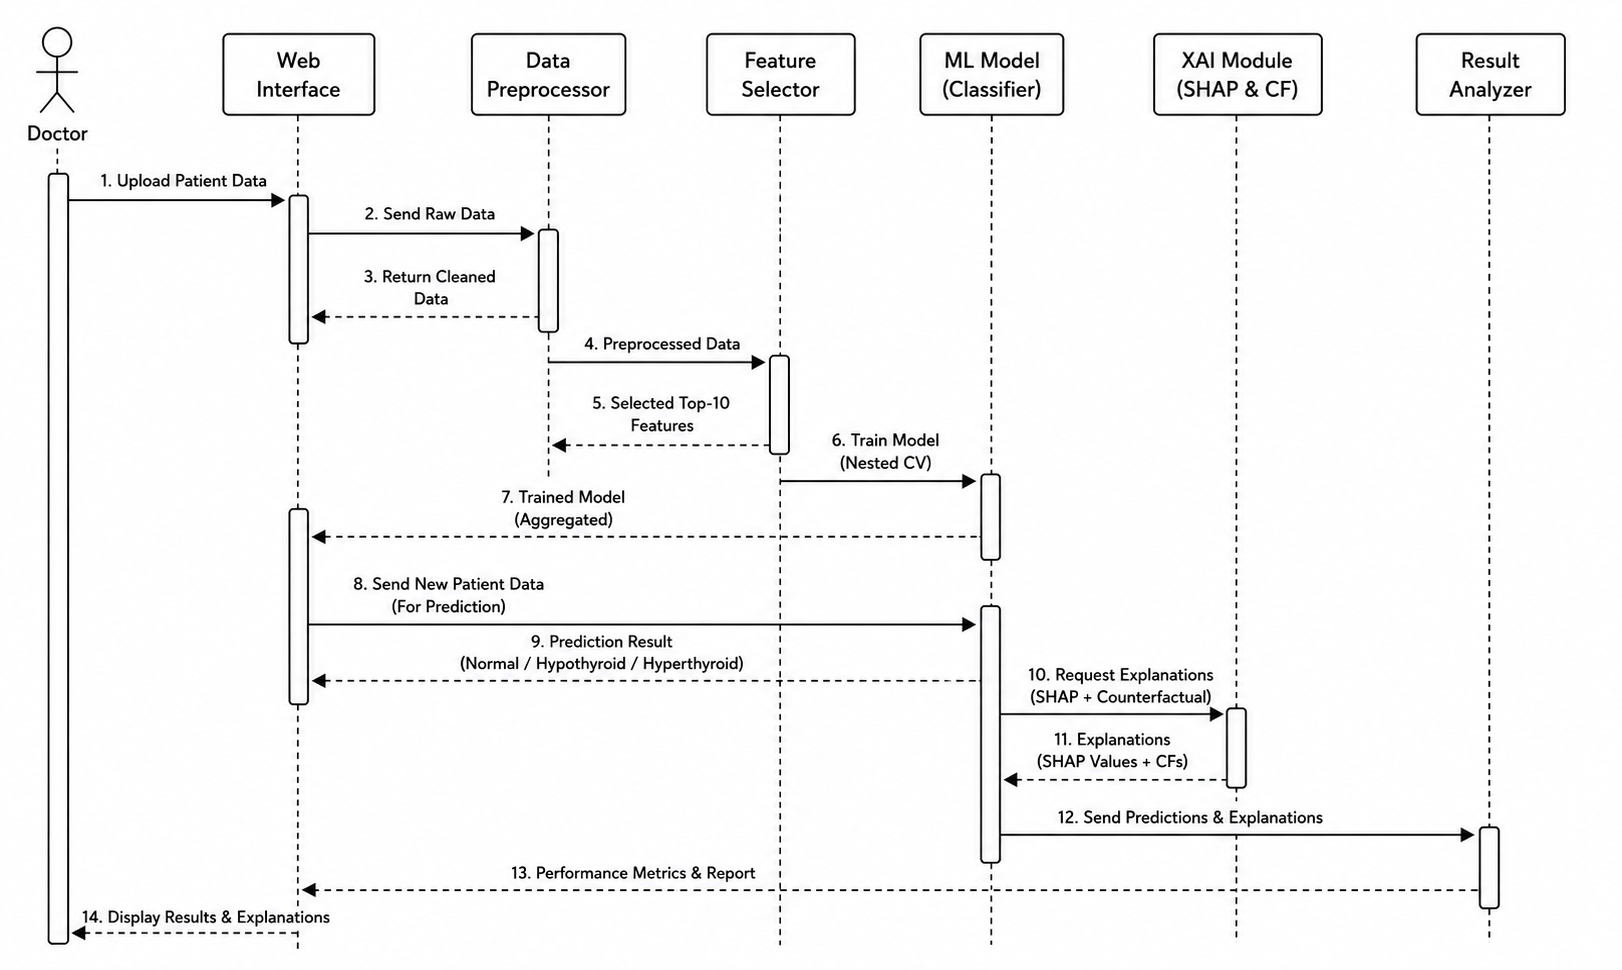 Doctor
Web
Interface
Data
Preprocessor
Feature
Selector
ML Model
(Classifier)
XAI Module
(SHAP & CF)
Result
Analyzer
1. Upload Patient Data
2. Send Raw Data
3. Return Cleaned
Data
4. Preprocessed Data
5. Selected Top-10
Features
6. Train Model
(Nested CV)
7. Trained Model
(Aggregated)
8. Send New Patient Data
(For Prediction)
9. Prediction Result
(Normal / Hypothyroid / Hyperthyroid)
10. Request Explanations
(SHAP + Counterfactual)
11. Explanations
(SHAP Values + CFs)
12. Send Predictions & Explanations
13. Performance Metrics & Report
14. Display Results & Explanations